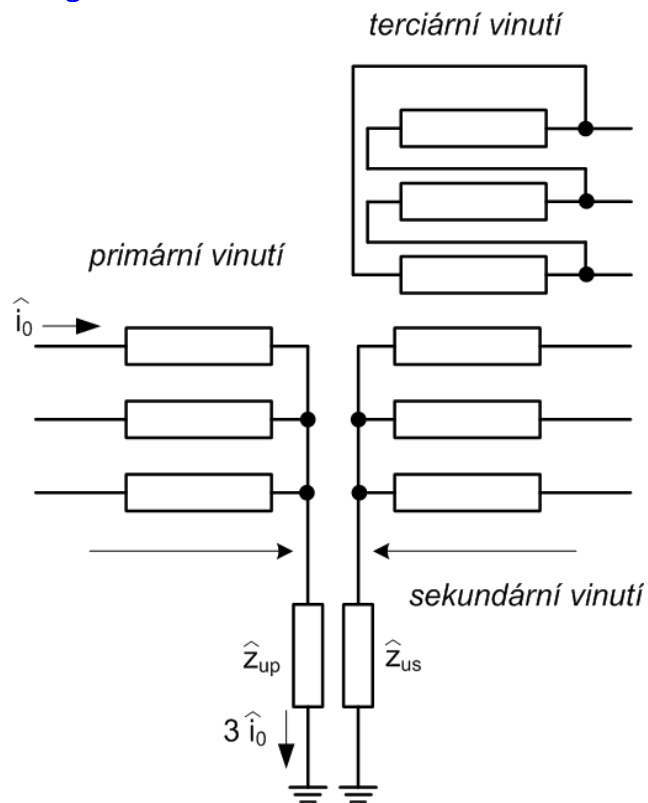 terciární vinutí
primární vinutí
î₀
sekundární vinutí
ẑup
ẑus
3 î₀